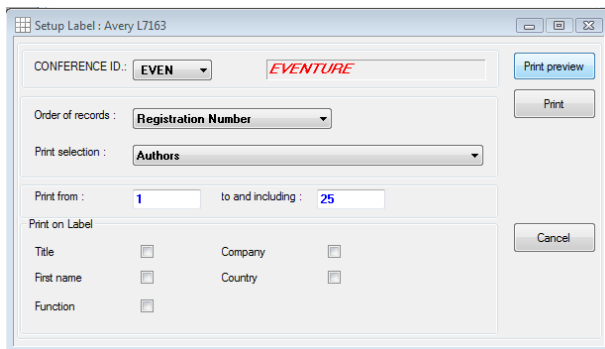 Setup Label : Avery L7163
CONFERENCE ID.: EVEN EVENTURE Print preview
Print
Order of records : Registration Number
Print selection : Authors
Print from : 1 to and including : 25
Print on Label
Title Company Cancel
First name Country
Function